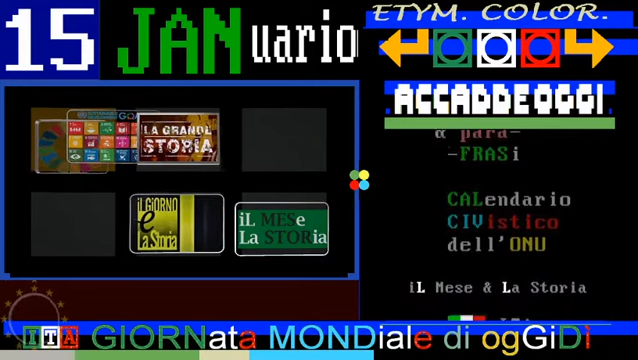 15 JANuario
ETYM. COLOR.
ACCADDEOGGI
LA GRANDE
STORIA
& para-
-FRASi
CALendario
CIVistico
dell'ONU
iL GIORNO
e
La Storia
iL MESe
La STORia
iL Mese & La Storia
ITA GIORNata MONDiale di ogGiDì